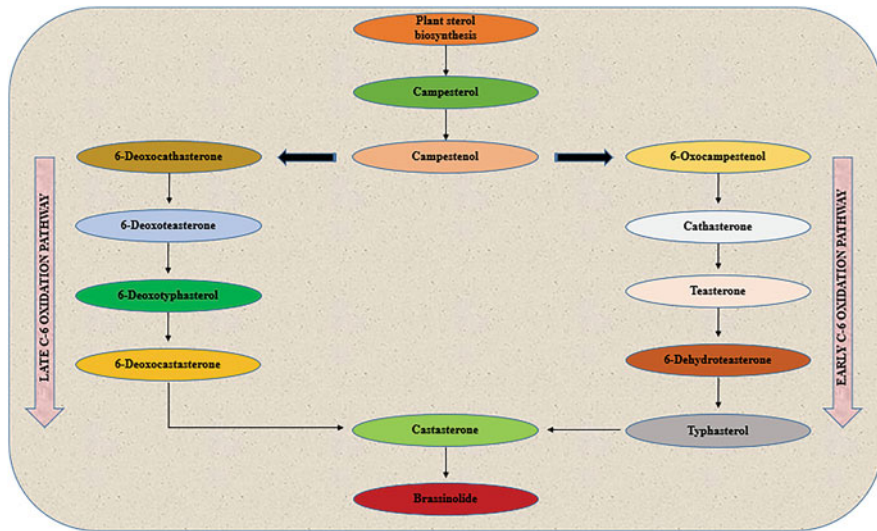 Plant sterol
biosynthesis
Campesterol
6-Deoxocathasterone
Campestenol
6-Oxocampestenol
6-Deoxoteasterone
Cathasterone
6-Deoxotyphasterol
Teasterone
6-Deoxocastasterone
6-Dehydroteasterone
Castasterone
Typhasterol
Brassinolide
LATE C-6 OXIDATION PATHWAY
EARLY C-6 OXIDATION PATHWAY